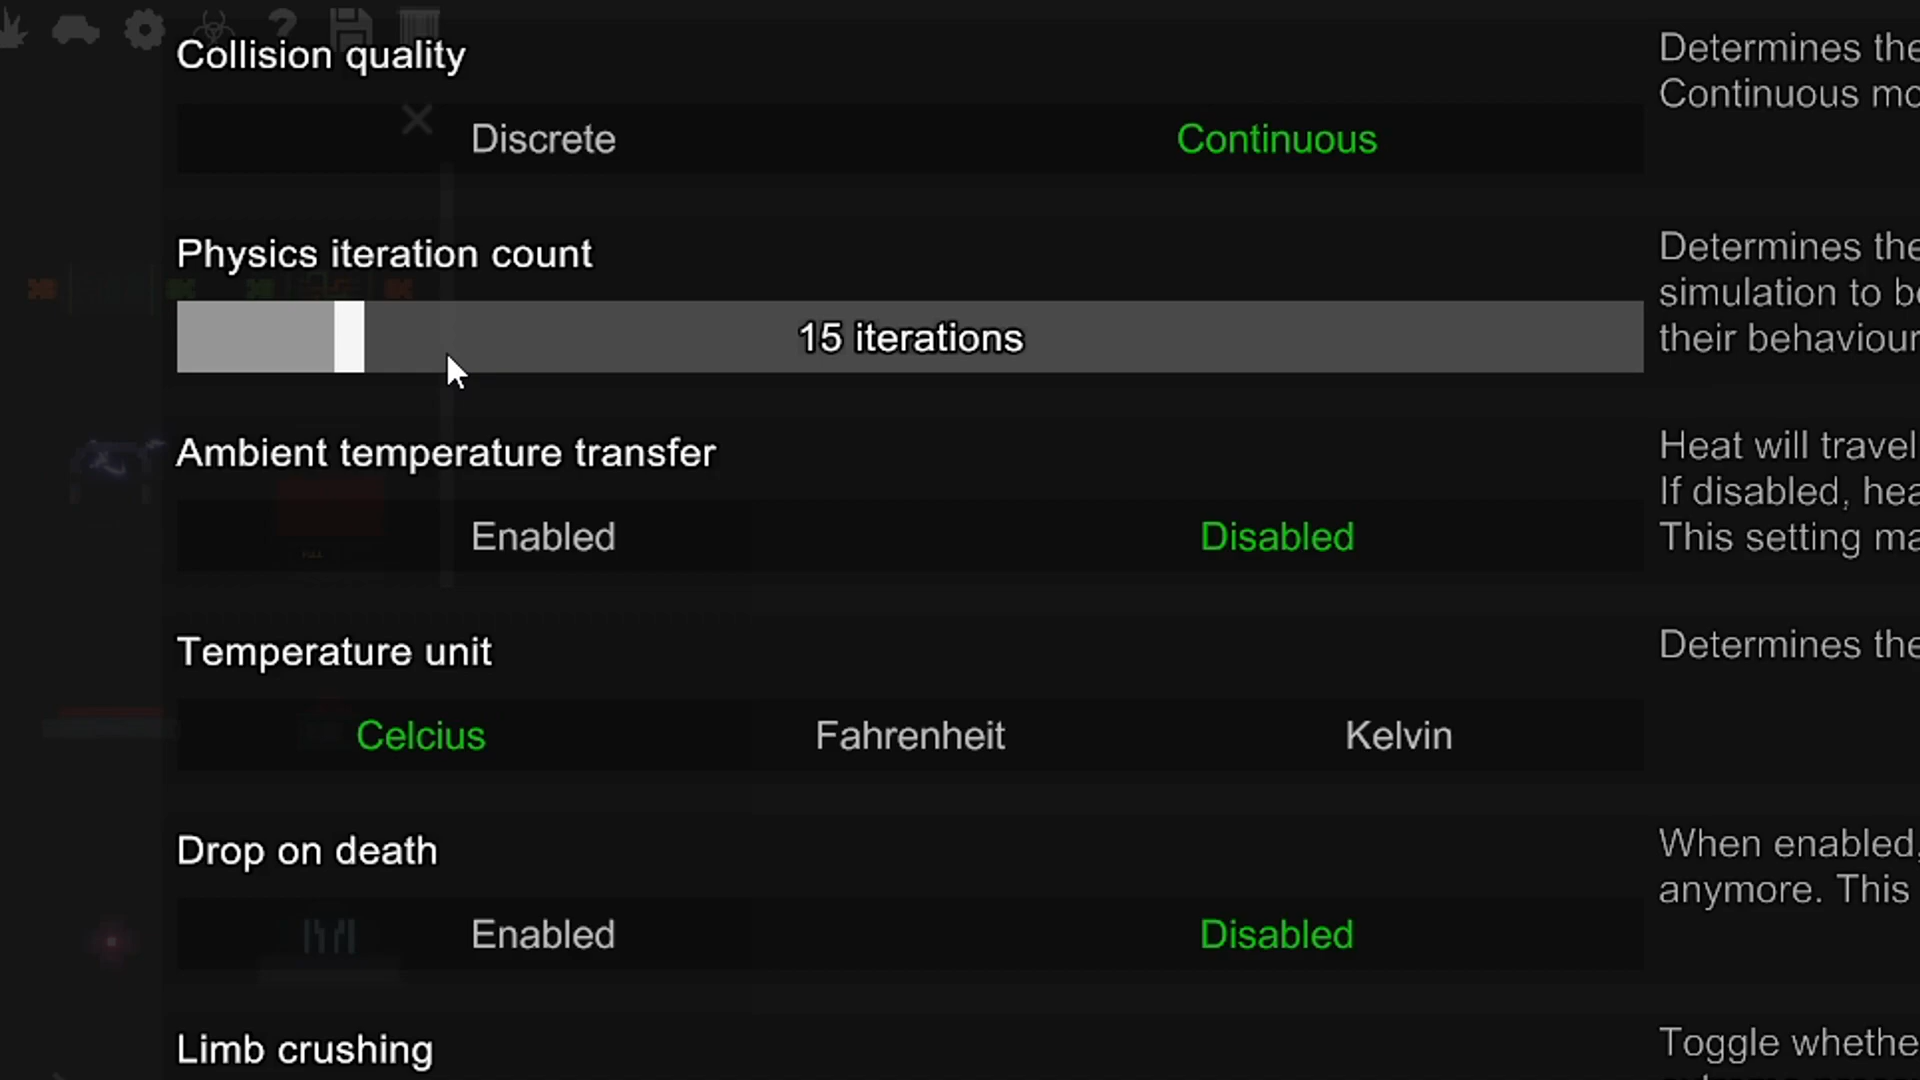 Collision quality
Determines the
Continuous mo
Discrete
Continuous
Physics iteration count
Determines the
simulation to be
their behaviour
15 iterations
Ambient temperature transfer
Heat will travel
If disabled, hea
This setting ma
Enabled
Disabled
Temperature unit
Determines the
Celcius
Fahrenheit
Kelvin
Drop on death
When enabled,
anymore. This
Enabled
Disabled
Limb crushing
Toggle whethe